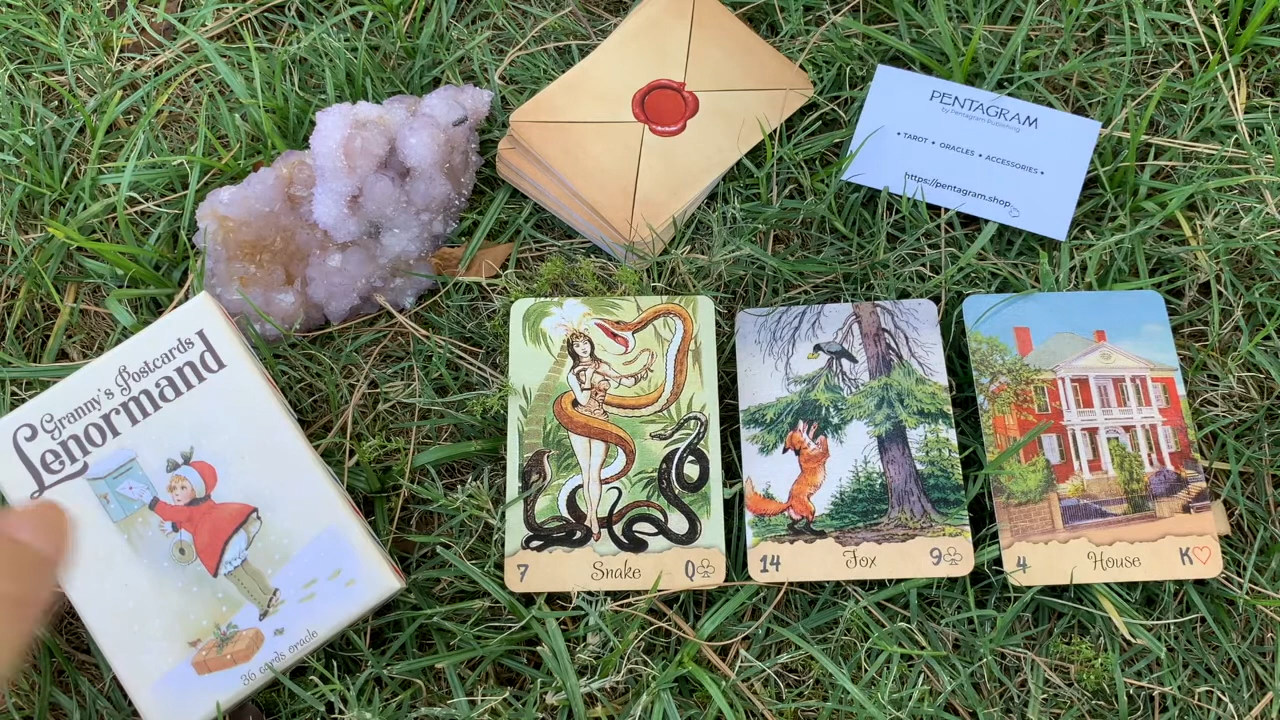 PENTAGRAM
by Pentagram Publishing
• TAROT • ORACLES • ACCESSORIES •
https://pentagram.shop
Granny's Postcards
Lenormand
36 cards oracle
7 Snake Q
14 Fox 9
4 House K